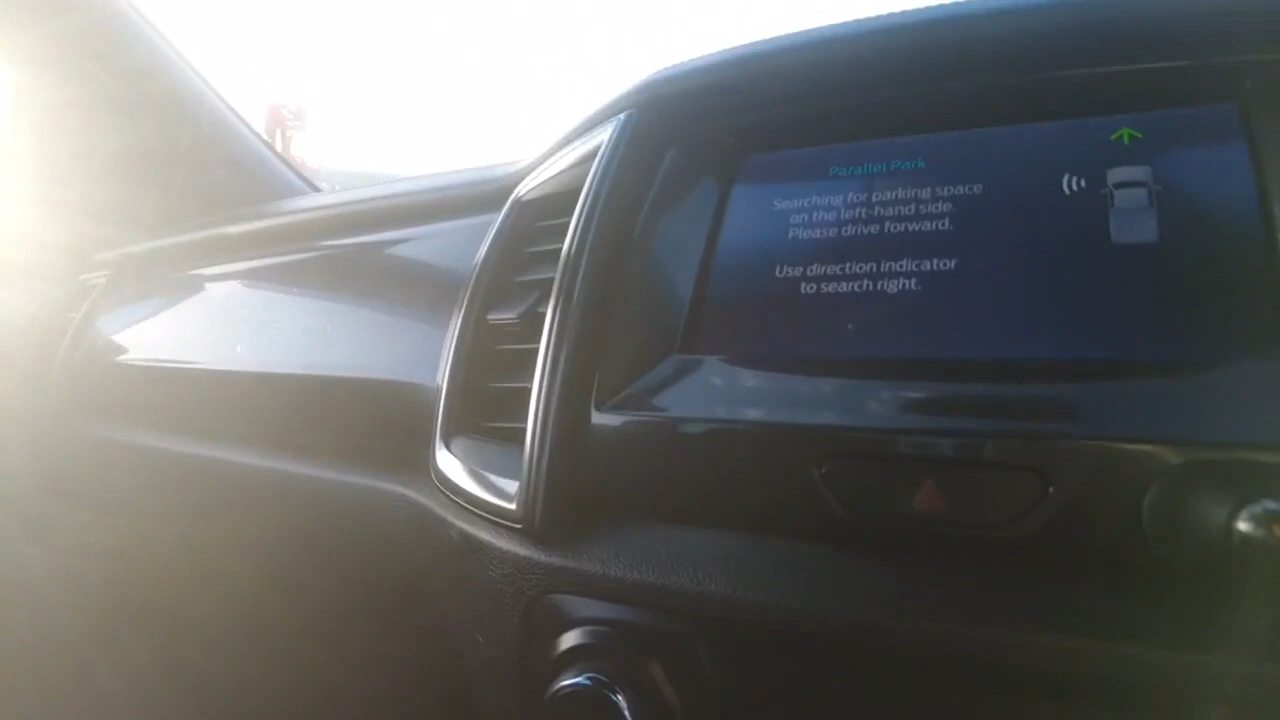 Parallel Park
Searching for parking space
on the left-hand side.
Please drive forward.
Use direction indicator
to search right.